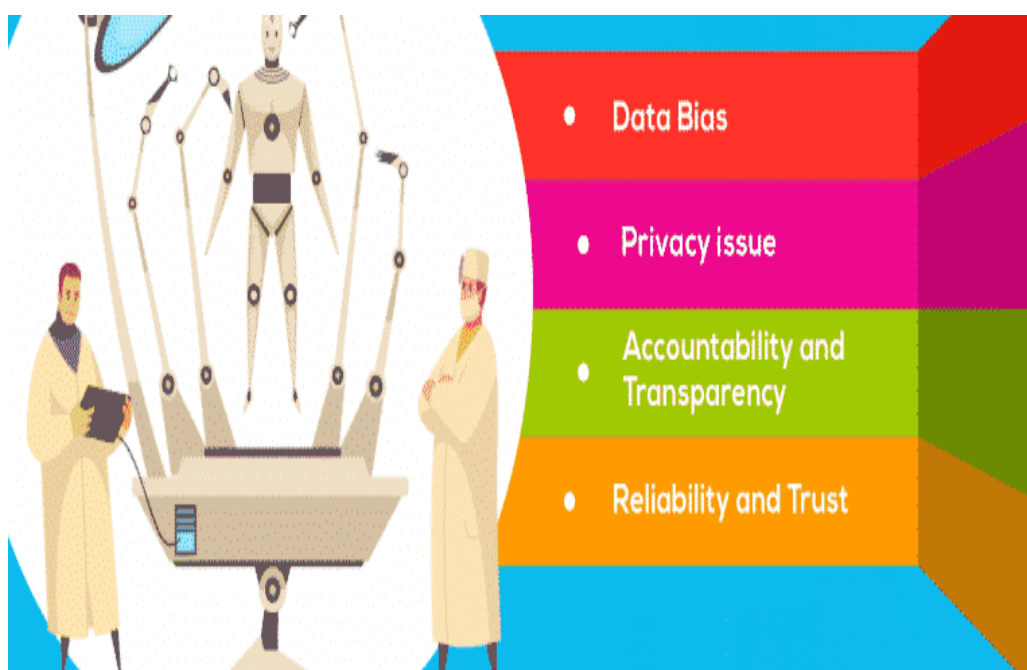 Data Bias
Privacy issue
Accountability and
Transparency
Reliability and Trust